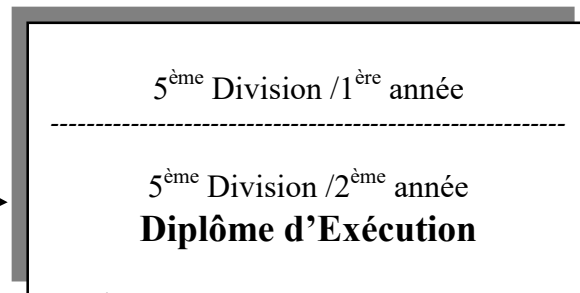 5ème Division /1ère année
---------------------------------------------------------
5ème Division /2ème année
Diplôme d’Exécution